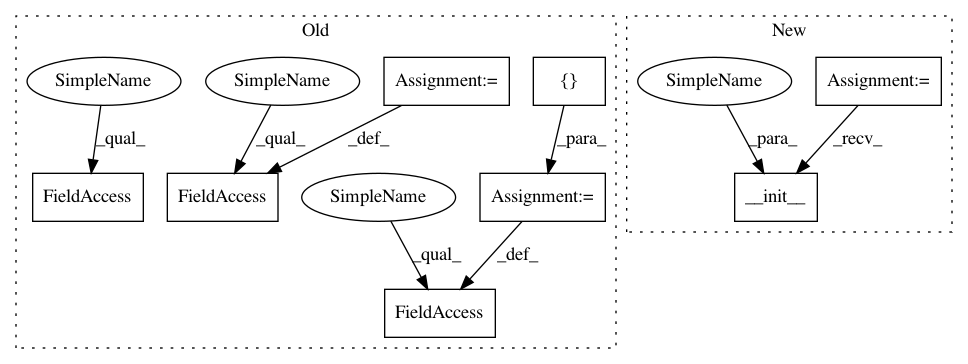 Old
New
SimpleName
SimpleName
Assignment:=
{}
SimpleName
Assignment:=
_qual_
_qual_
_def_
_para_
_para_
_recv_
FieldAccess
FieldAccess
SimpleName
Assignment:=
__init__
_qual_
_def_
FieldAccess